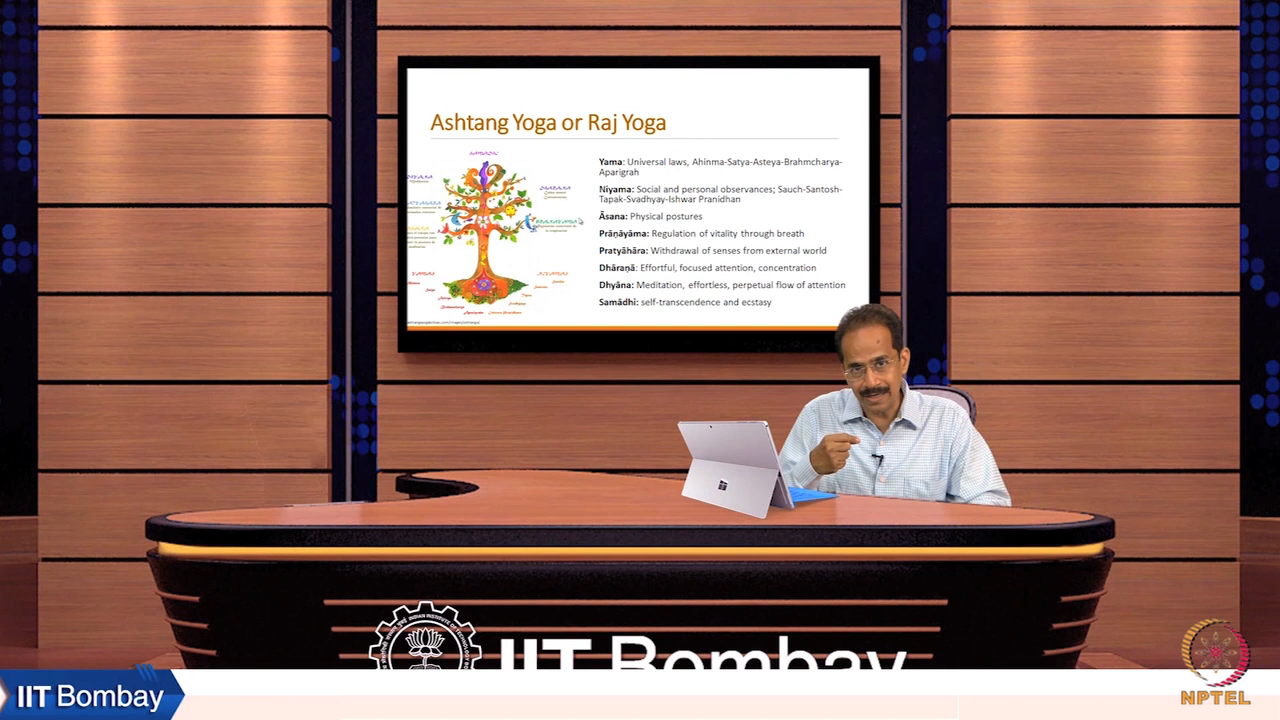 Ashtang Yoga or Raj Yoga
Yama: Universal laws, Ahinma-Satya-Asteya-Brahmcharya-
Aparigrah
Niyama: Social and personal observances; Sauch-Santosh-
Tapak-Svadhyay-Ishwar Pranidhan
Āsana: Physical postures
Prāṇāyāma: Regulation of vitality through breath
Pratyāhāra: Withdrawal of senses from external world
Dhāraṇā: Effortful, focused attention, concentration
Dhyāna: Meditation, effortless, perpetual flow of attention
Samādhi: self-transcendence and ecstasy
IIT Bombay
IIT Bombay
NPTEL